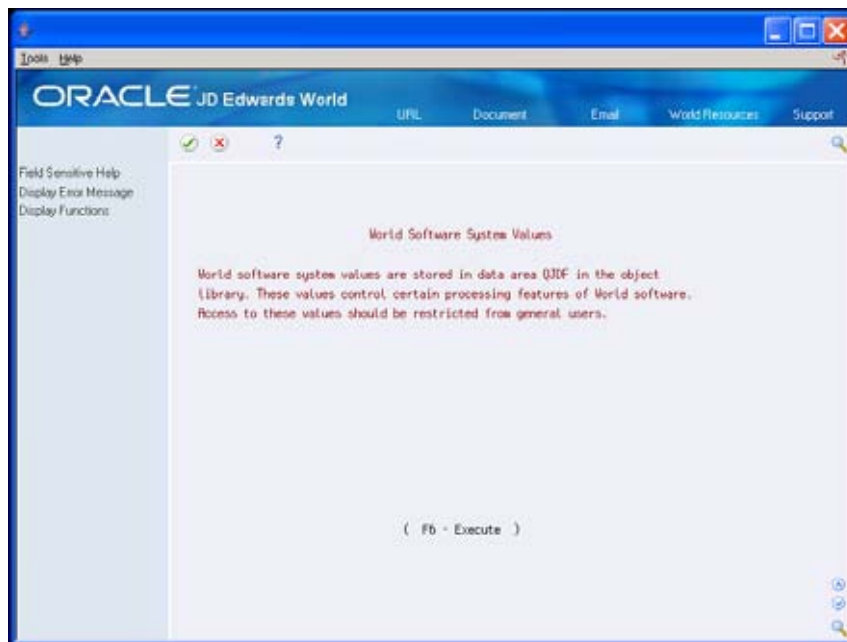 Tools Help
ORACLE JD Edwards World
URL Document Email World Resources Support
?
Field Sensitive Help
Display Error Message
Display Functions
World Software System Values
World software system values are stored in data area QJDF in the object
library. These values control certain processing features of World software.
Access to these values should be restricted from general users.
( F6 - Execute )